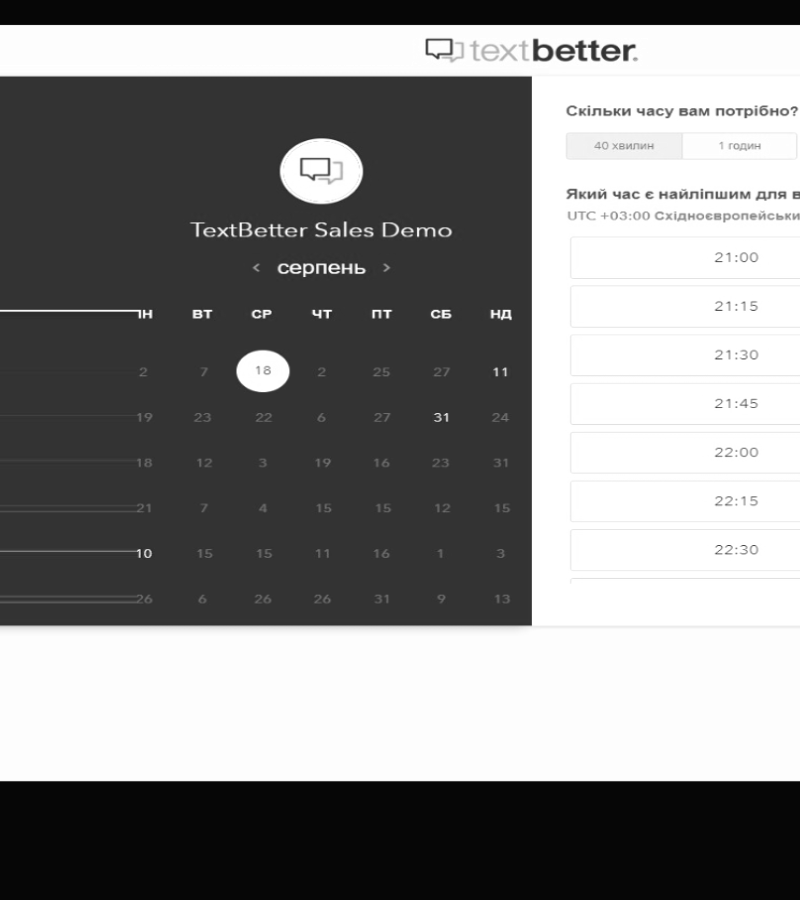 textbetter.
TextBetter Sales Demo
< серпень >
ВТ СР ЧТ ПТ СБ НД
2 7 18 2 25 27 11
19 23 22 6 27 31 24
18 12 3 19 16 23 31
21 7 4 15 15 12 15
10 15 15 11 16 1 3
26 6 26 26 31 9 13
Скільки часу вам потрібно?
40 хвилин 1 годин
Який час є найліпшим для
UTC +03:00
21:00
21:15
21:30
21:45
22:00
22:15
22:30